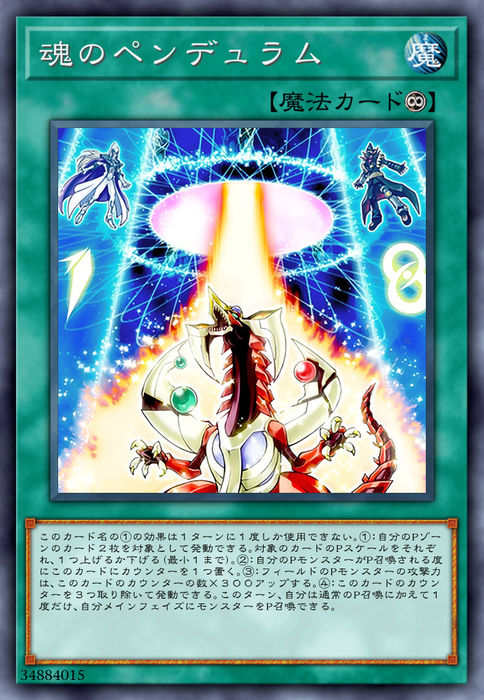 魂のペンデュラム
魔
【魔法カード】
このカード名の①の効果は１ターンに１度しか使用できない。①：自分のPゾー
ンのカード２枚を対象として発動できる。対象のカードのPスケールをそれぞ
れ、１つ上げるか下げる(最小１まで)。②：自分のPモンスターがP召喚される度
にこのカードにカウンターを１つ置く。③：フィールドのPモンスターの攻撃力
は、このカードのカウンターの数×３００アップする。④：このカードのカウン
ターを３つ取り除いて発動できる。このターン、自分は通常のP召喚に加えて１
度だけ、自分メインフェイズにモンスターをP召喚できる。
34884015